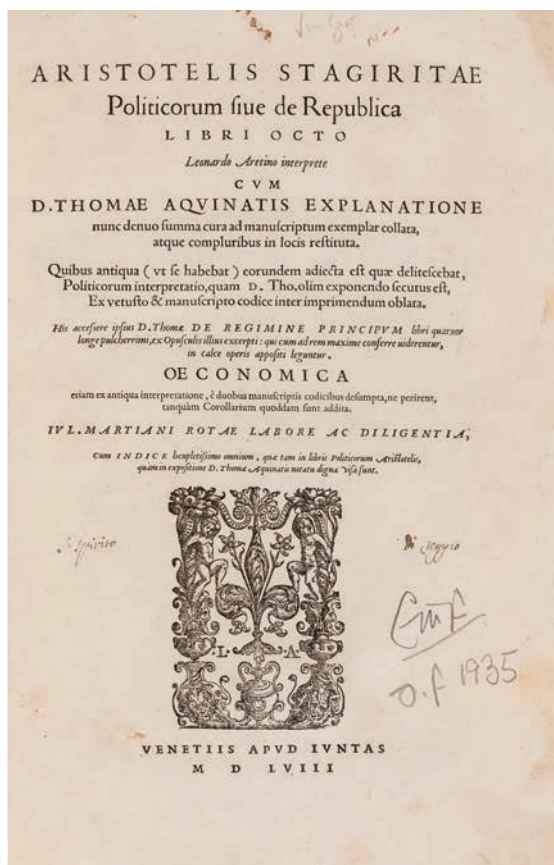 ARISTOTELIS STAGIRITAE
Politicorum ſiue de Republica
LIBRI OCTO
Leonardo Aretino interprete
CVM
D. THOMAE AQVINATIS EXPLANATIONE
nunc denuo ſumma cura ad manuſcriptum exemplar collata,
atque compluribus in locis reſtituta.
Quibus antiqua (vt ſe habebat) eorundem adiecta eſt quæ deliteſcebat,
Politicorum interpretatio, quam D. Tho. olim exponendo ſecutus eſt,
Ex vetuſto & manuſcripto codice inter imprimendum oblata.
His acceſſere ipſius D. Thomæ DE REGIMINE PRINCIPVM libri quatuor
longe pulcherrimi, ex Opuſculis illius excerpti: qui cum ad rem maxime conferre uiderentur,
in calce operis appoſiti leguntur.
OECONOMICA
etiam ex antiqua interpretatione, è duobus manuſcriptis codicibus deſumpta, ne perirent,
tanquàm Corollarium quoddam ſunt addita.
IVL. MARTIANI ROTAE LABORE AC DILIGENTIA,
Cum INDICE locupletiſſimo omnium, quæ tam in libris Politicorum Ariſtotelis,
quàm in expoſitione D. Thomæ Aquinatis notatu digna viſa ſunt.
L. A.
o.f 1935
VENETIIS APVD IVNTAS
M D LVIII